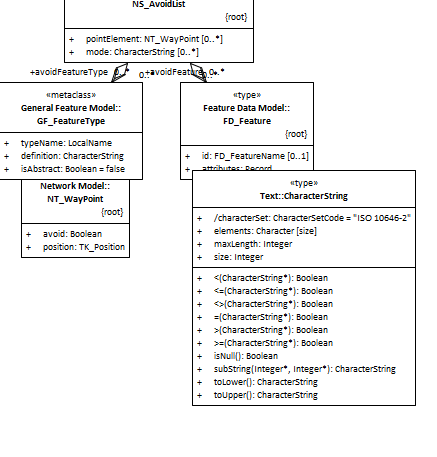 NS_AvoidList
{root}
+ pointElement: NT_WayPoint [0..*]
+ mode: CharacterString [0..*]
+avoidFeatureType 0..*
+avoidFeature 0..*
«metaclass»
General Feature Model::
GF_FeatureType
+ typeName: LocalName
+ definition: CharacterString
+ isAbstract: Boolean = false
«type»
Feature Data Model::
FD_Feature
{root}
+ id: FD_FeatureName [0..1]
+ attributes: Record
Network Model::
NT_WayPoint
{root}
+ avoid: Boolean
+ position: TK_Position
«type»
Text::CharacterString
+ /characterSet: CharacterSetCode = "ISO 10646-2"
+ elements: Character [size]
+ maxLength: Integer
+ size: Integer
+ <(CharacterString*): Boolean
+ <=(CharacterString*): Boolean
+ <>(CharacterString*): Boolean
+ =(CharacterString*): Boolean
+ >(CharacterString*): Boolean
+ >=(CharacterString*): Boolean
+ isNull(): Boolean
+ subString(Integer*, Integer*): CharacterString
+ toLower(): CharacterString
+ toUpper(): CharacterString